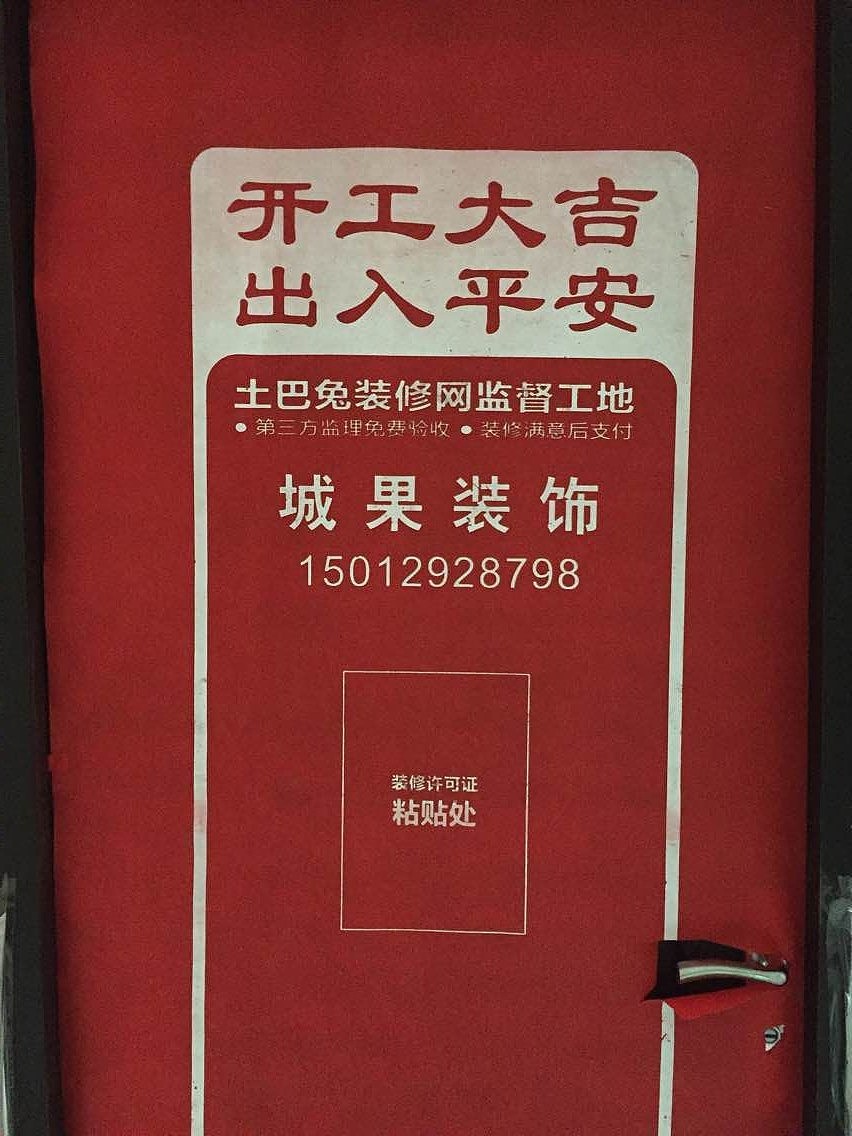 开工大吉
出入平安
土巴兔装修网监督工地
• 第三方监理免费验收 • 装修满意后支付
城果装饰
15012928798
装修许可证
粘贴处